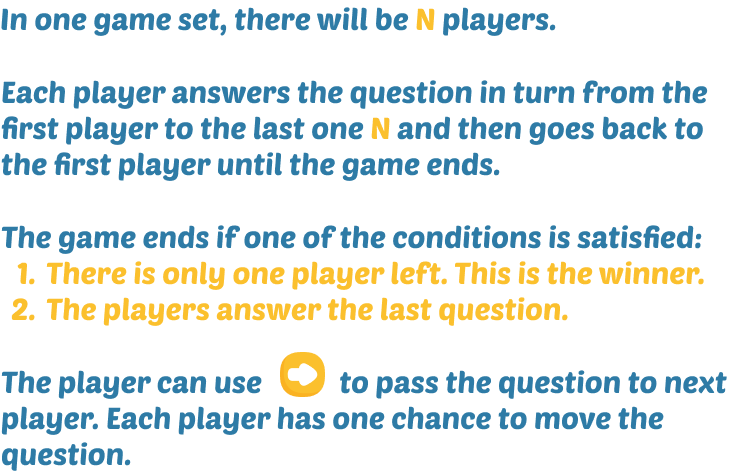 In one game set, there will be N players.
Each player answers the question in turn from the
first player to the last one N and then goes back to
the first player until the game ends.
The game ends if one of the conditions is satisfied:
1. There is only one player left. This is the winner.
2. The players answer the last question.
The player can use to pass the question to next
player. Each player has one chance to move the
question.